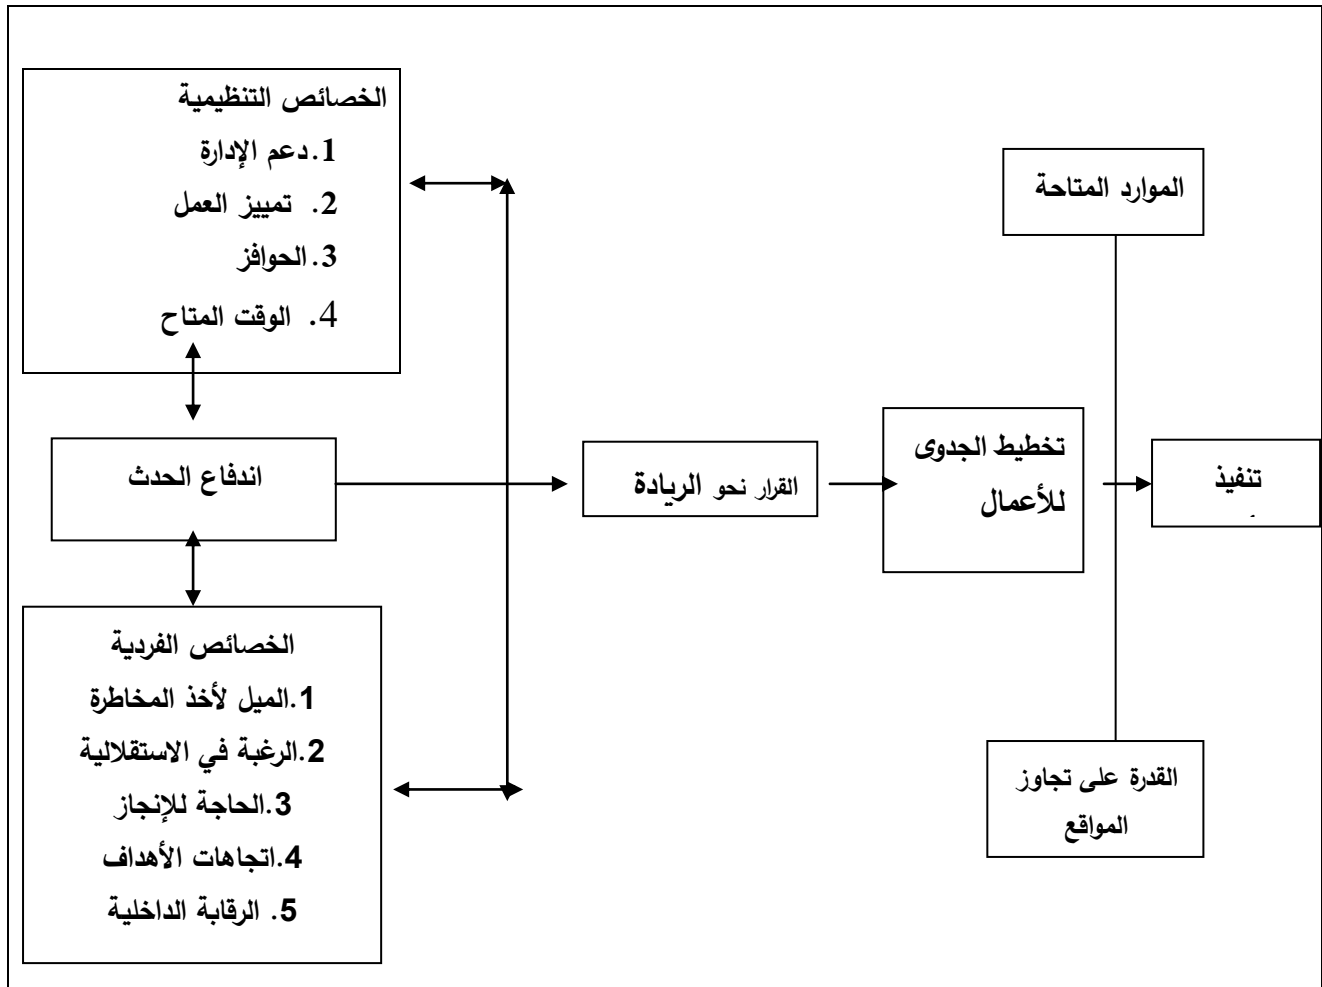 الخصائص التنظيمية
1.دعم الإدارة
2. تمييز العمل
3.الحوافز
4. الوقت المتاح
الموارد المتاحة
اندفاع الحدث
القرار نحو الريادة
تخطيط الجدوى
للأعمال
تنفيذ
الخصائص الفردية
1.الميل لأخذ المخاطرة
2.الرغبة في الاستقلالية
3.الحاجة للإنجاز
4.اتجاهات الأهداف
5. الرقابة الداخلية
القدرة على تجاوز
المواقع